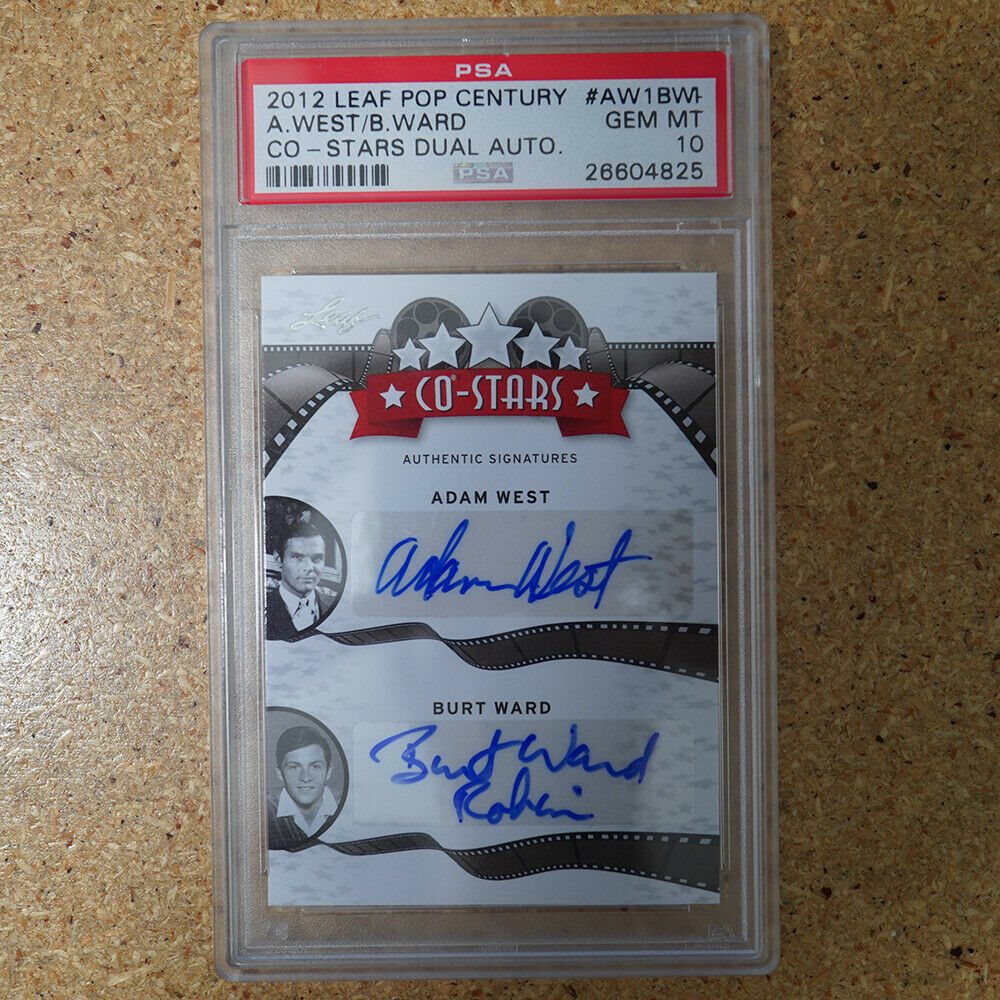 PSA
2012 LEAF POP CENTURY #AW1BW1
A.WEST/B.WARD GEM MT
CO-STARS DUAL AUTO. 10
PSA 26604825
Leaf
CO-STARS
AUTHENTIC SIGNATURES
ADAM WEST
Adam West
BURT WARD
Burt Ward
Robin